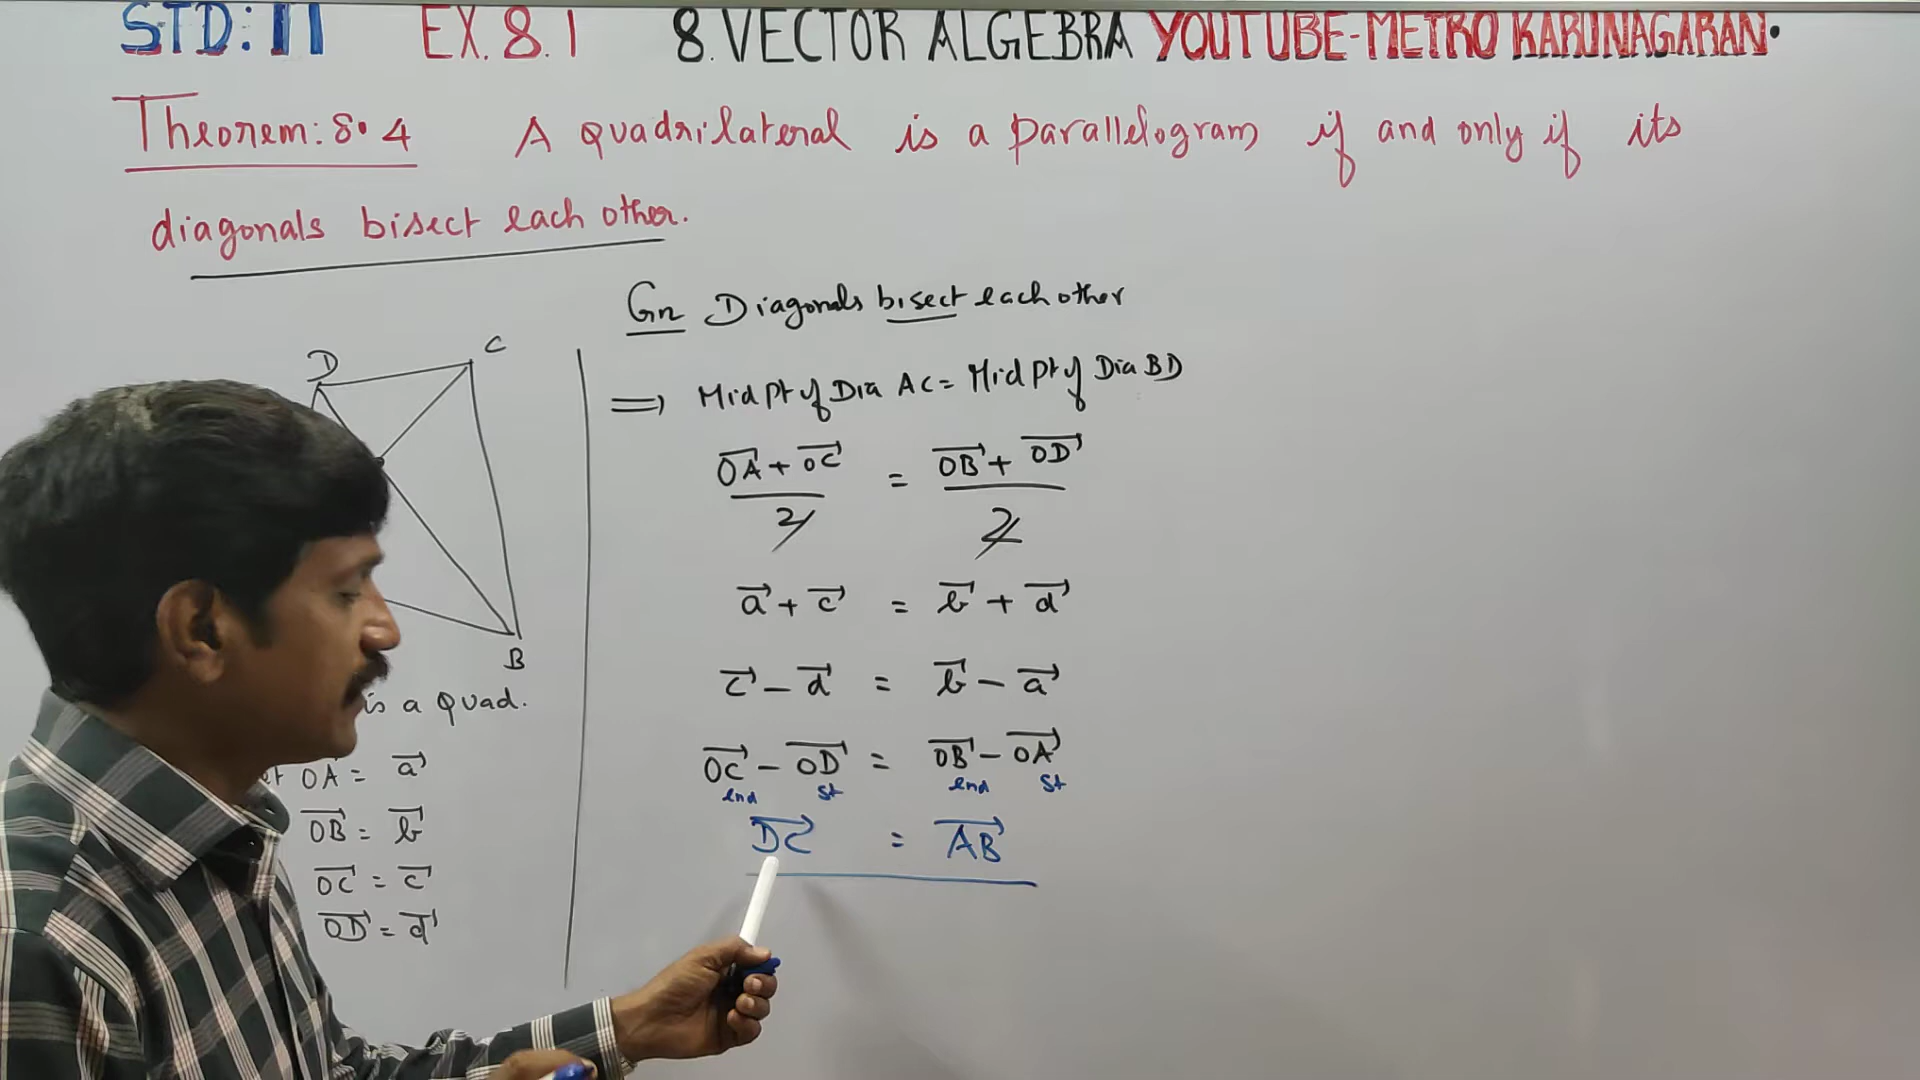 STD: 11 EX. 8.1 8. VECTOR ALGEBRA YOUTUBE-METRO KARUNAGARAN.
Theorem: 8.4 A quadrilateral is a parallelogram if and only if its
diagonals bisect each other.
D C
B
is a quad.
OA⃗ = a⃗
OB⃗ = b⃗
OC⃗ = c⃗
OD⃗ = d⃗
Gn Diagonals bisect each other
⟹ Mid Pt of Dia AC = Mid Pt of Dia BD
(OA⃗ + OC⃗)/2 = (OB⃗ + OD⃗)/2
a⃗ + c⃗ = b⃗ + d⃗
c⃗ − d⃗ = b⃗ − a⃗
OC⃗ − OD⃗ = OB⃗ − OA⃗
end St end St
DC⃗ = AB⃗